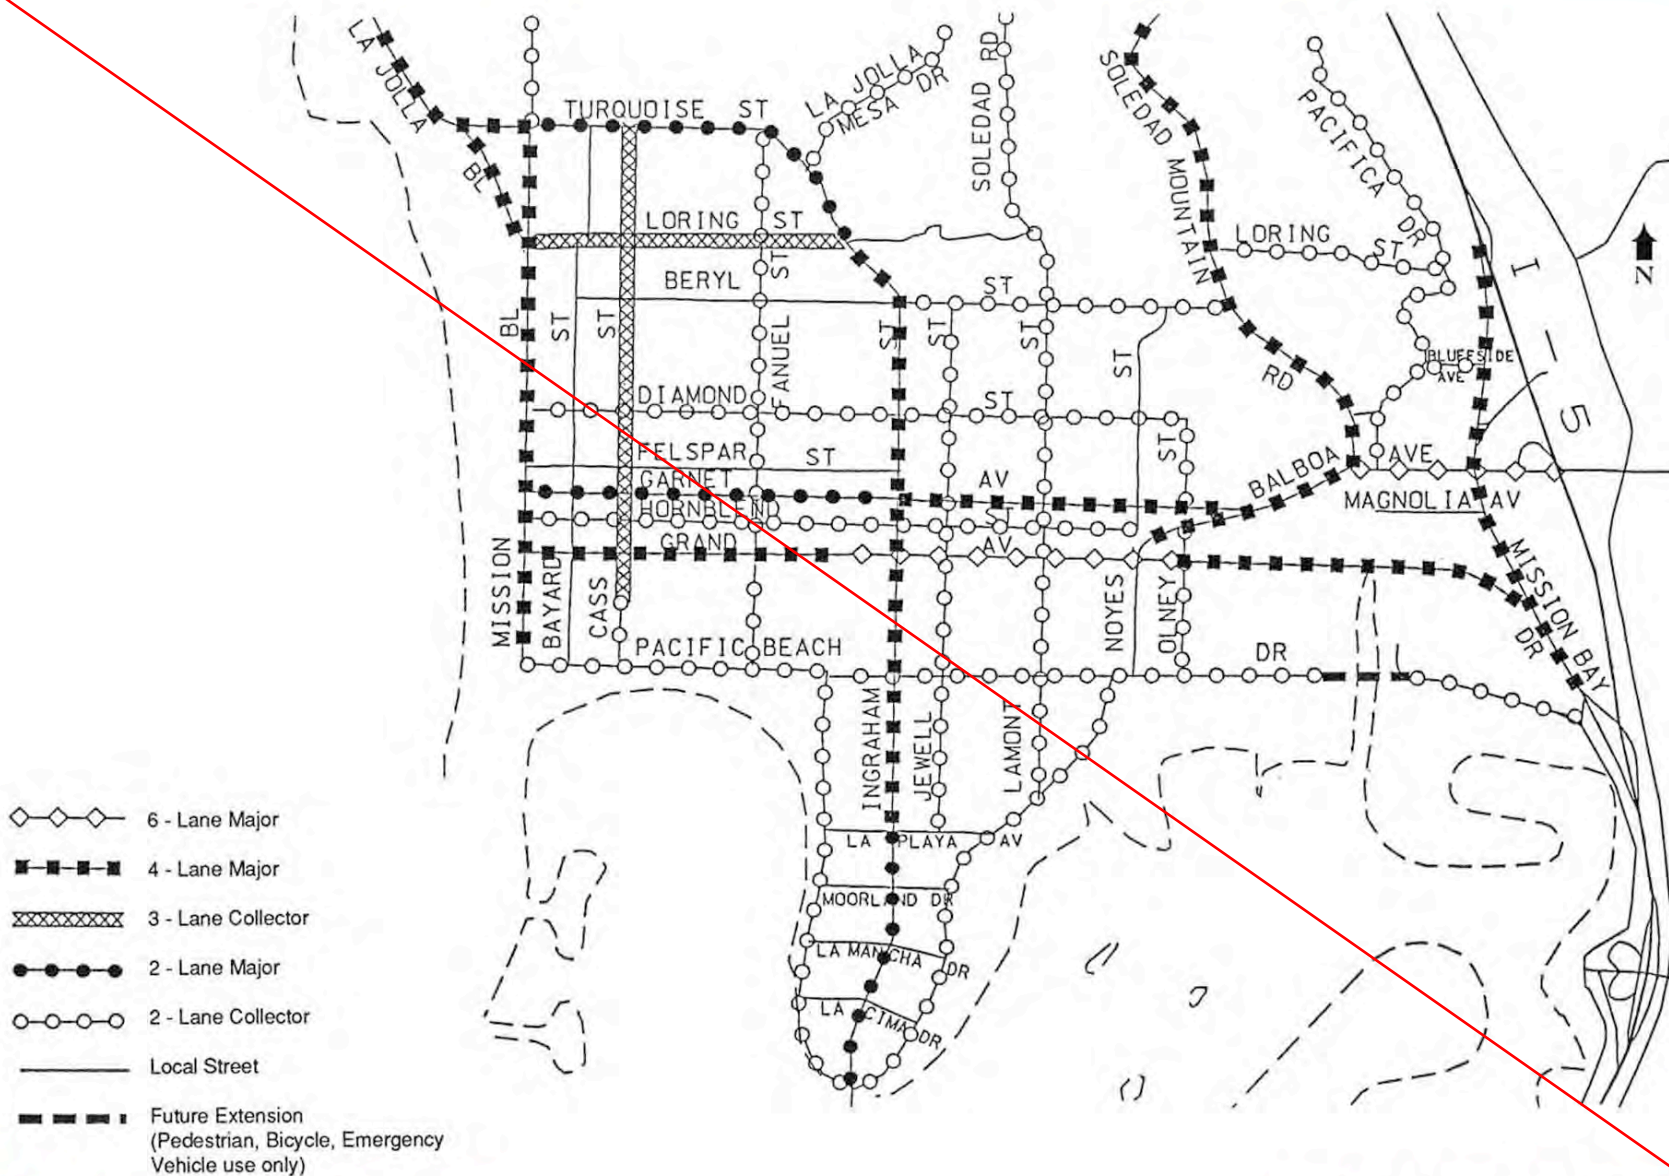 LA JOLLA BL
TURQUOISE ST
LA JOLLA
MESA DR
SOLEDAD RD
SOLEDAD MOUNTAIN RD
PACIFICA DR
LORING ST
LORING ST
BERYL ST
I-5
N
MISSION BL
BAYARD ST
CASS ST
FANUEL ST
INGRAHAM ST
JEWELL ST
LAMONT ST
NOYES ST
OLNEY ST
BLUFFSIDE
AVE
DIAMOND ST
FELSPAR ST
GARNET AV
BALBOA AVE
MAGNOLIA AV
HORNBLEND ST
GRAND AV
MISSION BAY DR
PACIFIC BEACH DR
LA PLAYA AV
MOORLAND DR
LA MANCHA DR
LA CIMA DR
6 - Lane Major
4 - Lane Major
3 - Lane Collector
2 - Lane Major
2 - Lane Collector
Local Street
Future Extension
(Pedestrian, Bicycle, Emergency
Vehicle use only)